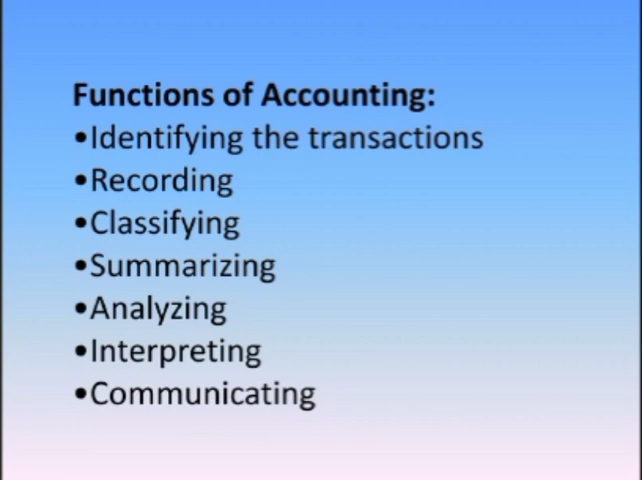 Functions of Accounting:
•Identifying the transactions
•Recording
•Classifying
•Summarizing
•Analyzing
•Interpreting
•Communicating